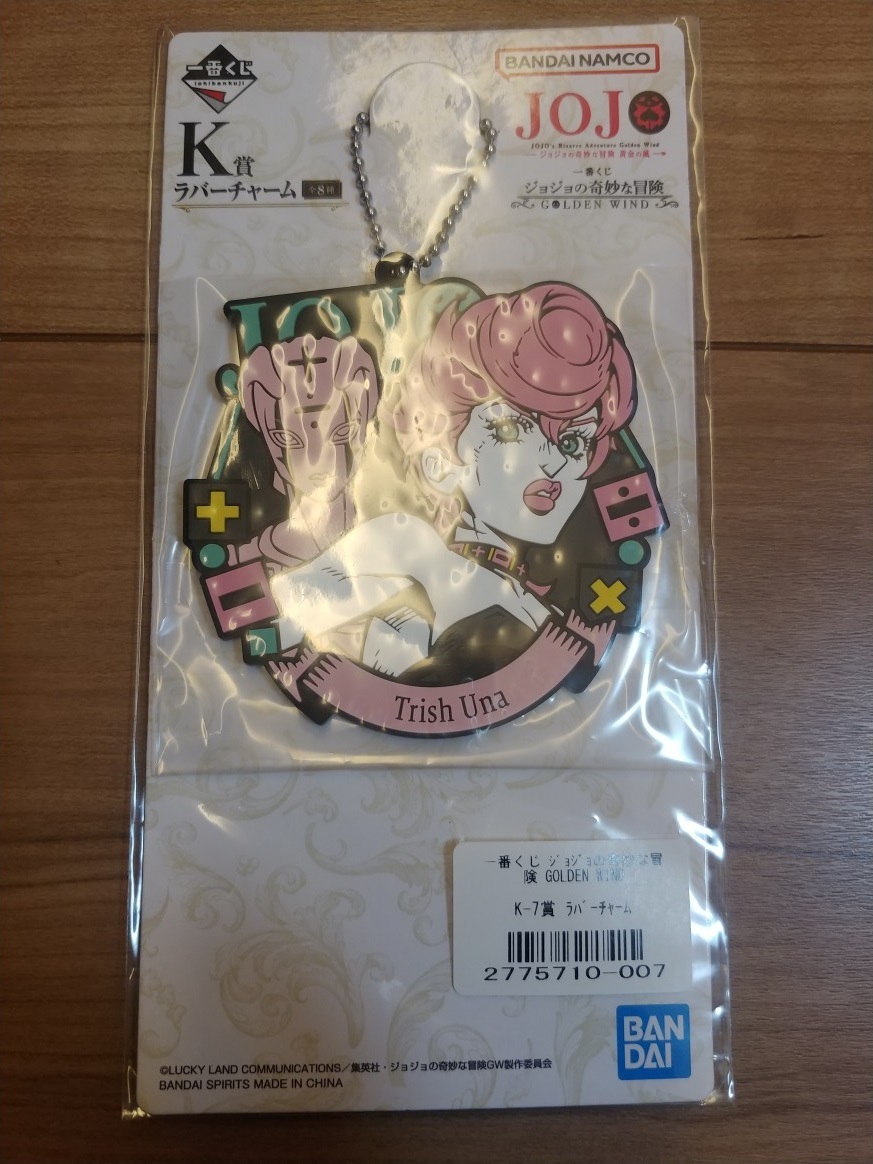 一番くじ
ichibankuji
K賞
ラバーチャーム 全8種
BANDAI NAMCO
JOJO
JOJO's Bizarre Adventure Golden Wind
ジョジョの奇妙な冒険 黄金の風
一番くじ
ジョジョの奇妙な冒険
GOLDEN WIND
JOJO
Trish Una
一番くじ ジョジョの奇妙な冒
険 GOLDEN WIND
K-7賞 ラバーチャーム
2775710-007
BAN
DAI
©LUCKY LAND COMMUNICATIONS/集英社・ジョジョの奇妙な冒険GW製作委員会
BANDAI SPIRITS MADE IN CHINA